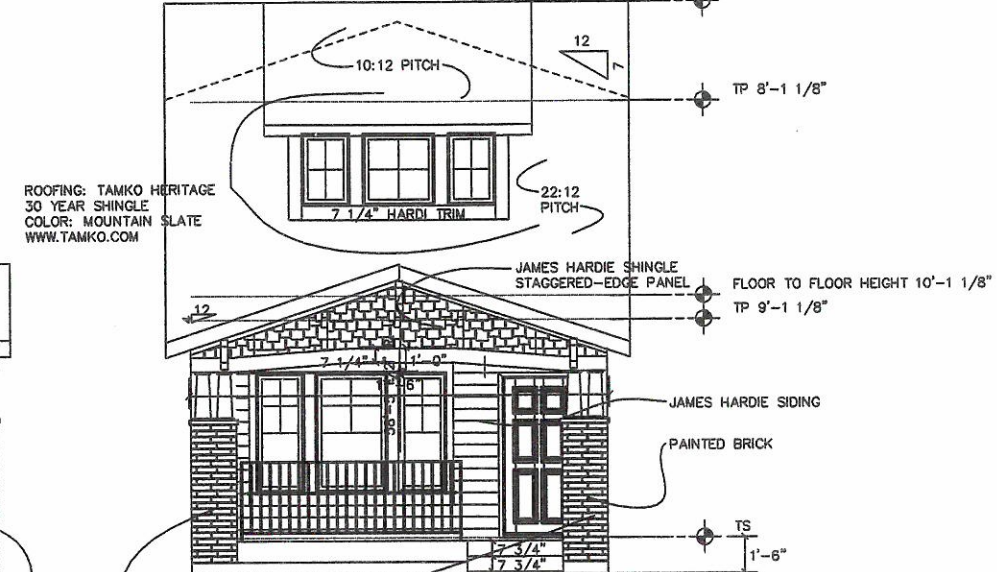 12
7
10:12 PITCH
TP 8'-1 1/8"
ROOFING: TAMKO HERITAGE
30 YEAR SHINGLE
COLOR: MOUNTAIN SLATE
WWW.TAMKO.COM
22:12
PITCH
7 1/4" HARDI TRIM
JAMES HARDIE SHINGLE
STAGGERED-EDGE PANEL
FLOOR TO FLOOR HEIGHT 10'-1 1/8"
TP 9'-1 1/8"
12
7 1/4"
1'-0"
JAMES HARDIE SIDING
PAINTED BRICK
TS
1'-6"
7 3/4"
7 3/4"